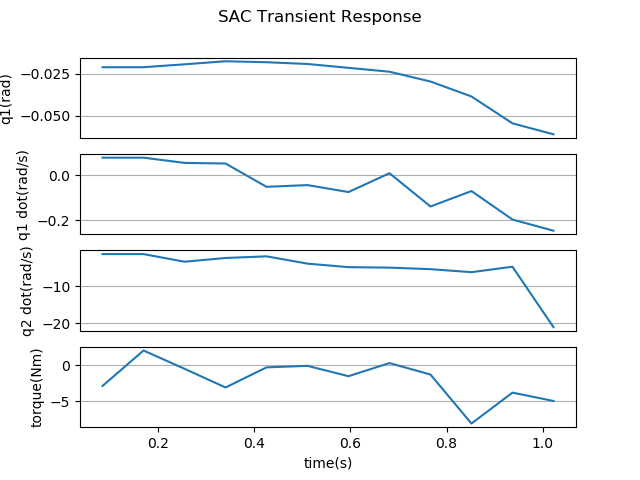 SAC Transient Response
q1(rad)
−0.025
−0.050
q1 dot(rad/s)
0.0
−0.2
q2 dot(rad/s)
−10
−20
torque(Nm)
0
−5
0.2 0.4 0.6 0.8 1.0
time(s)